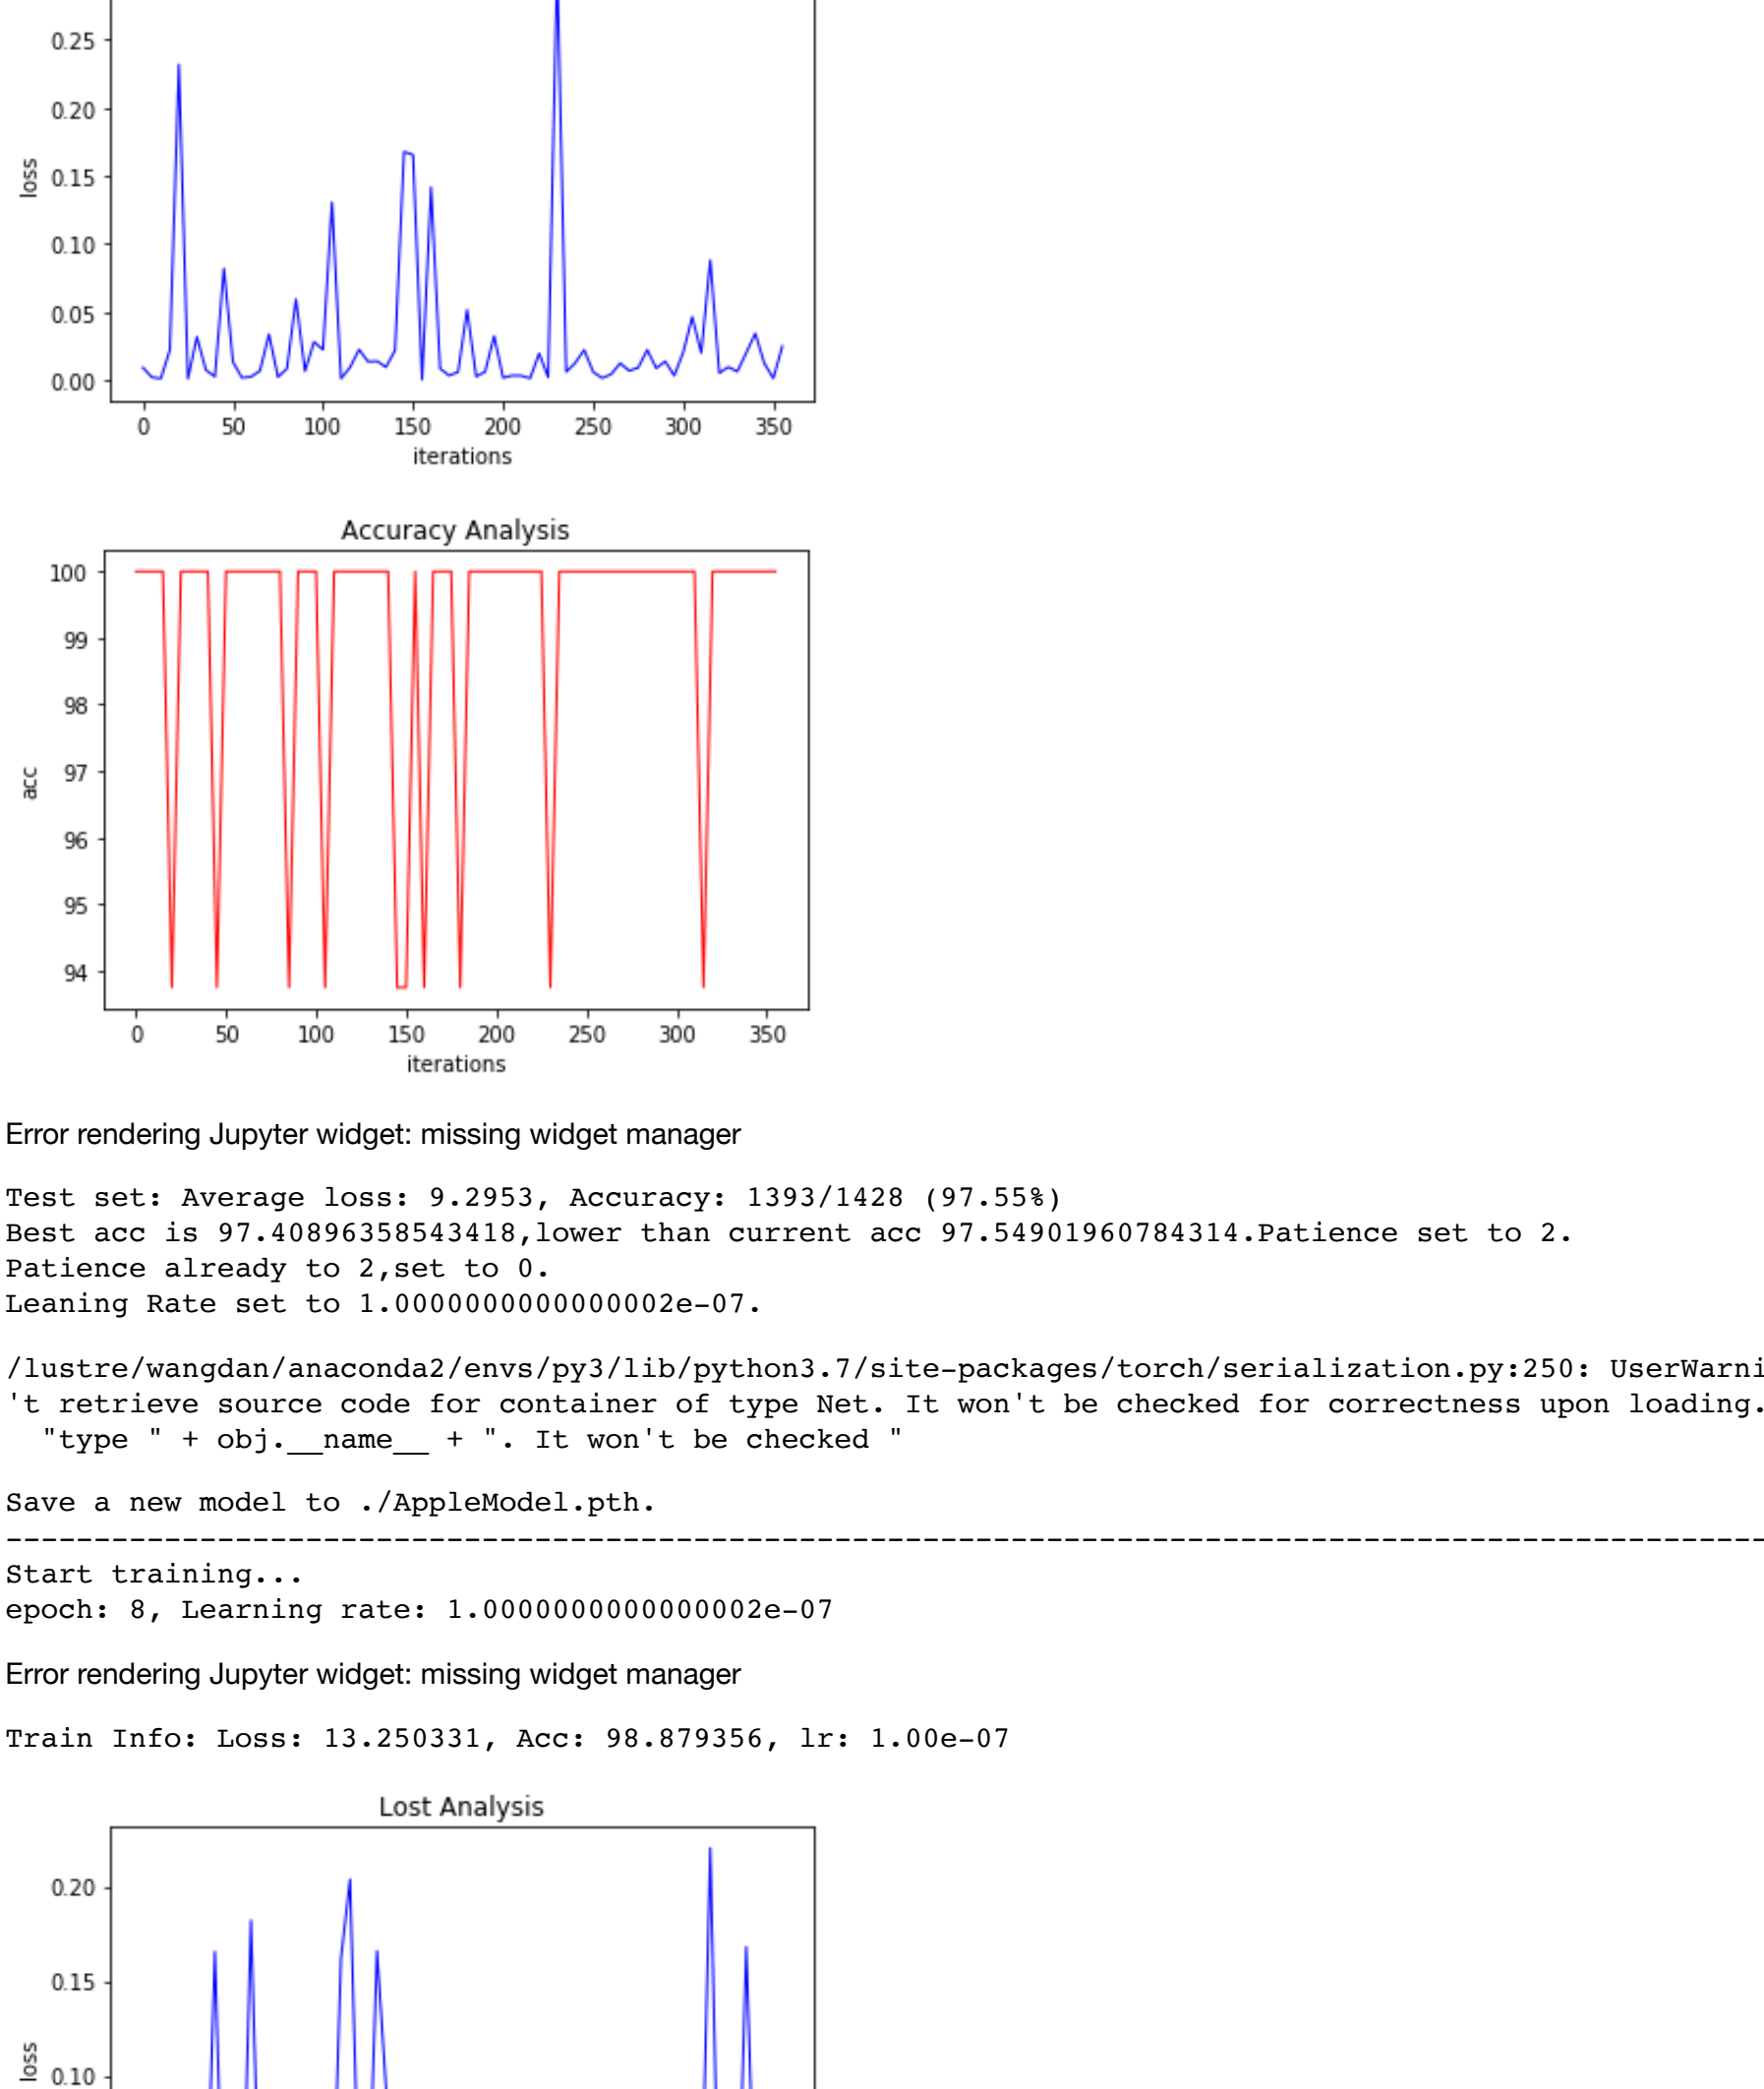 0.25
0.20
0.15
0.10
0.05
0.00
loss
0 50 100 150 200 250 300 350
iterations
Accuracy Analysis
100
99
98
97
96
95
94
acc
0 50 100 150 200 250 300 350
iterations
Error rendering Jupyter widget: missing widget manager
Test set: Average loss: 9.2953, Accuracy: 1393/1428 (97.55%)
Best acc is 97.40896358543418,lower than current acc 97.54901960784314.Patience set to 2.
Patience already to 2,set to 0.
Leaning Rate set to 1.0000000000000002e-07.
/lustre/wangdan/anaconda2/envs/py3/lib/python3.7/site-packages/torch/serialization.py:250: UserWarni
't retrieve source code for container of type Net. It won't be checked for correctness upon loading.
"type " + obj.__name__ + ". It won't be checked "
Save a new model to ./AppleModel.pth.
----------------------------------------------------------------------------------------------------
Start training...
epoch: 8, Learning rate: 1.0000000000000002e-07
Error rendering Jupyter widget: missing widget manager
Train Info: Loss: 13.250331, Acc: 98.879356, lr: 1.00e-07
Lost Analysis
0.20
0.15
0.10
loss